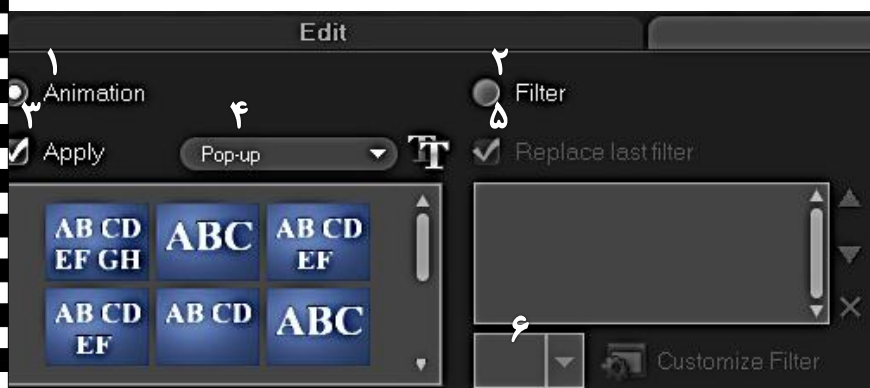 Edit
۱ ۲
Animation Filter
۳ ۴ ۵
Apply Pop-up TT Replace last filter
AB CD ABC AB CD
EF GH EF
AB CD AB CD ABC
EF
۶
Customize Filter